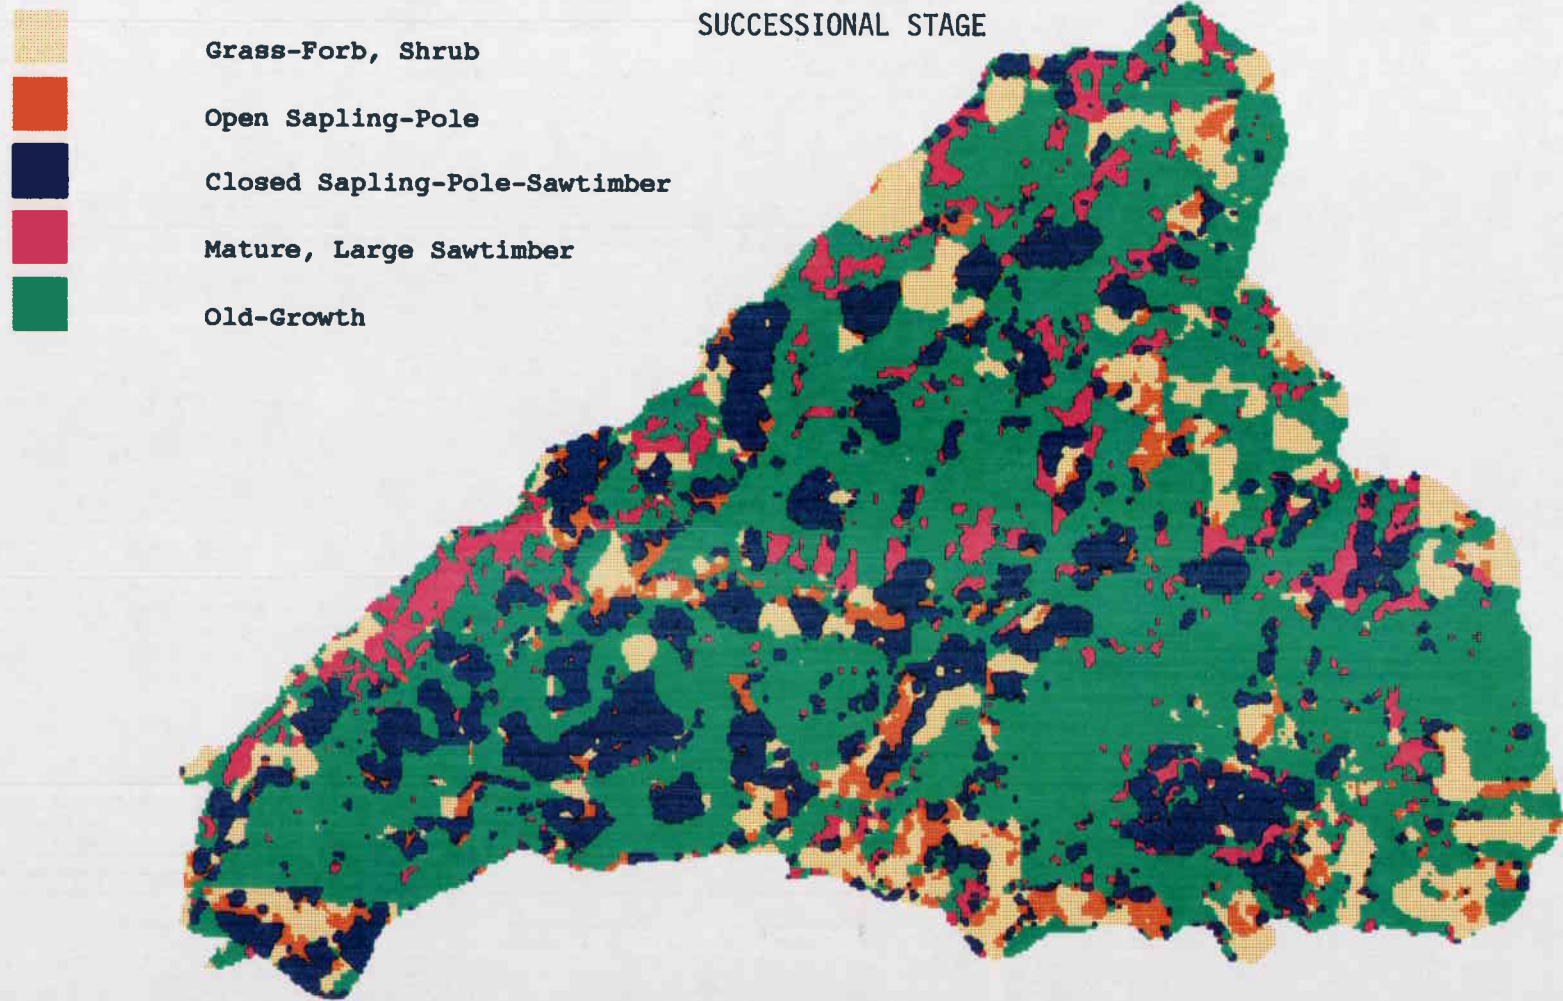 SUCCESSIONAL STAGE
Grass-Forb, Shrub
Open Sapling-Pole
Closed Sapling-Pole-Sawtimber
Mature, Large Sawtimber
Old-Growth